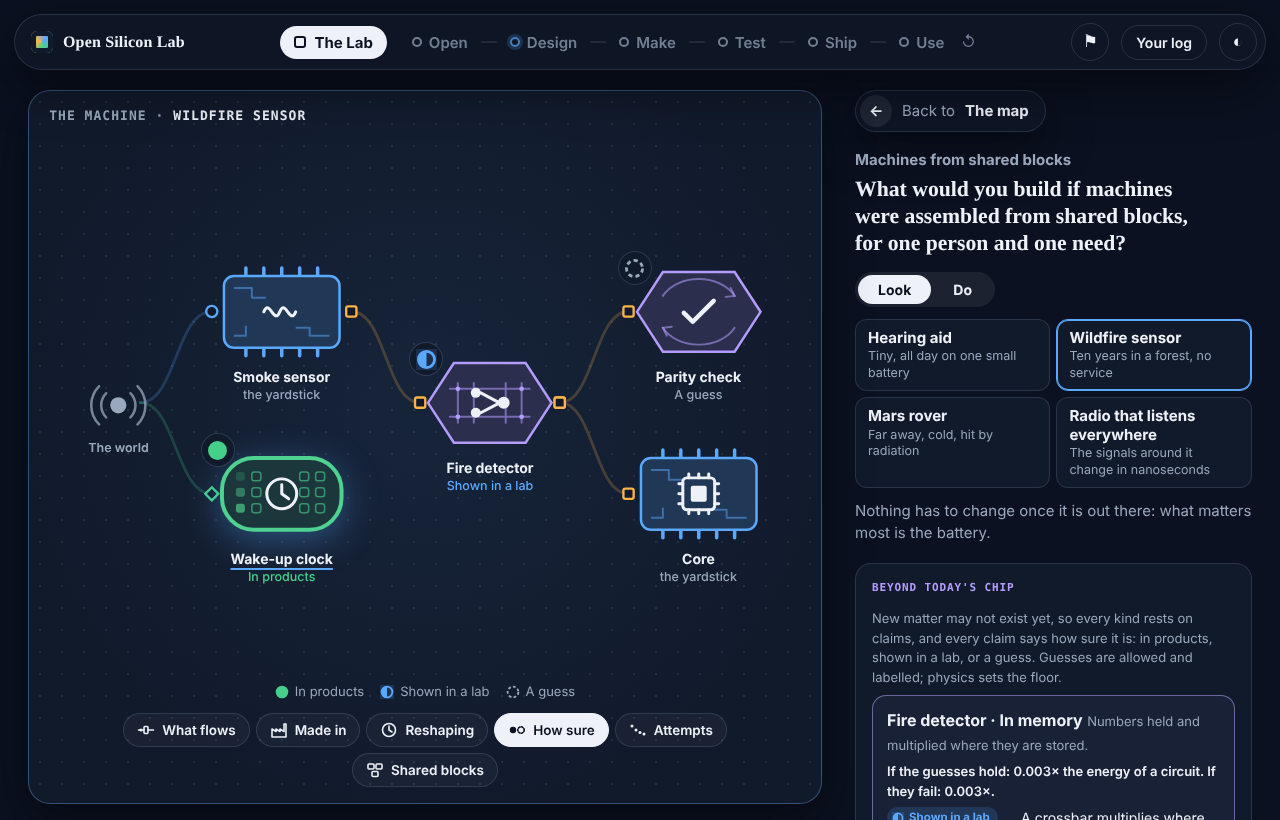 Open Silicon Lab
The Lab
Open
Design
Make
Test
Ship
Use
Your log
THE MACHINE · WILDFIRE SENSOR
Smoke sensor
the yardstick
The world
Wake-up clock
In products
Fire detector
Shown in a lab
Parity check
A guess
Core
the yardstick
In products
Shown in a lab
A guess
What flows
Made in
Reshaping
How sure
Attempts
Shared blocks
Back to The map
Machines from shared blocks
What would you build if machines
were assembled from shared blocks,
for one person and one need?
Look
Do
Hearing aid
Tiny, all day on one small
battery
Wildfire sensor
Ten years in a forest, no
service
Mars rover
Far away, cold, hit by
radiation
Radio that listens
everywhere
The signals around it
change in nanoseconds
Nothing has to change once it is out there: what matters
most is the battery.
BEYOND TODAY'S CHIP
New matter may not exist yet, so every kind rests on
claims, and every claim says how sure it is: in products,
shown in a lab, or a guess. Guesses are allowed and
labelled; physics sets the floor.
Fire detector · In memory Numbers held and
multiplied where they are stored.
If the guesses hold: 0.003× the energy of a circuit. If
they fail: 0.003×.
Shown in a lab A crossbar multiplies where